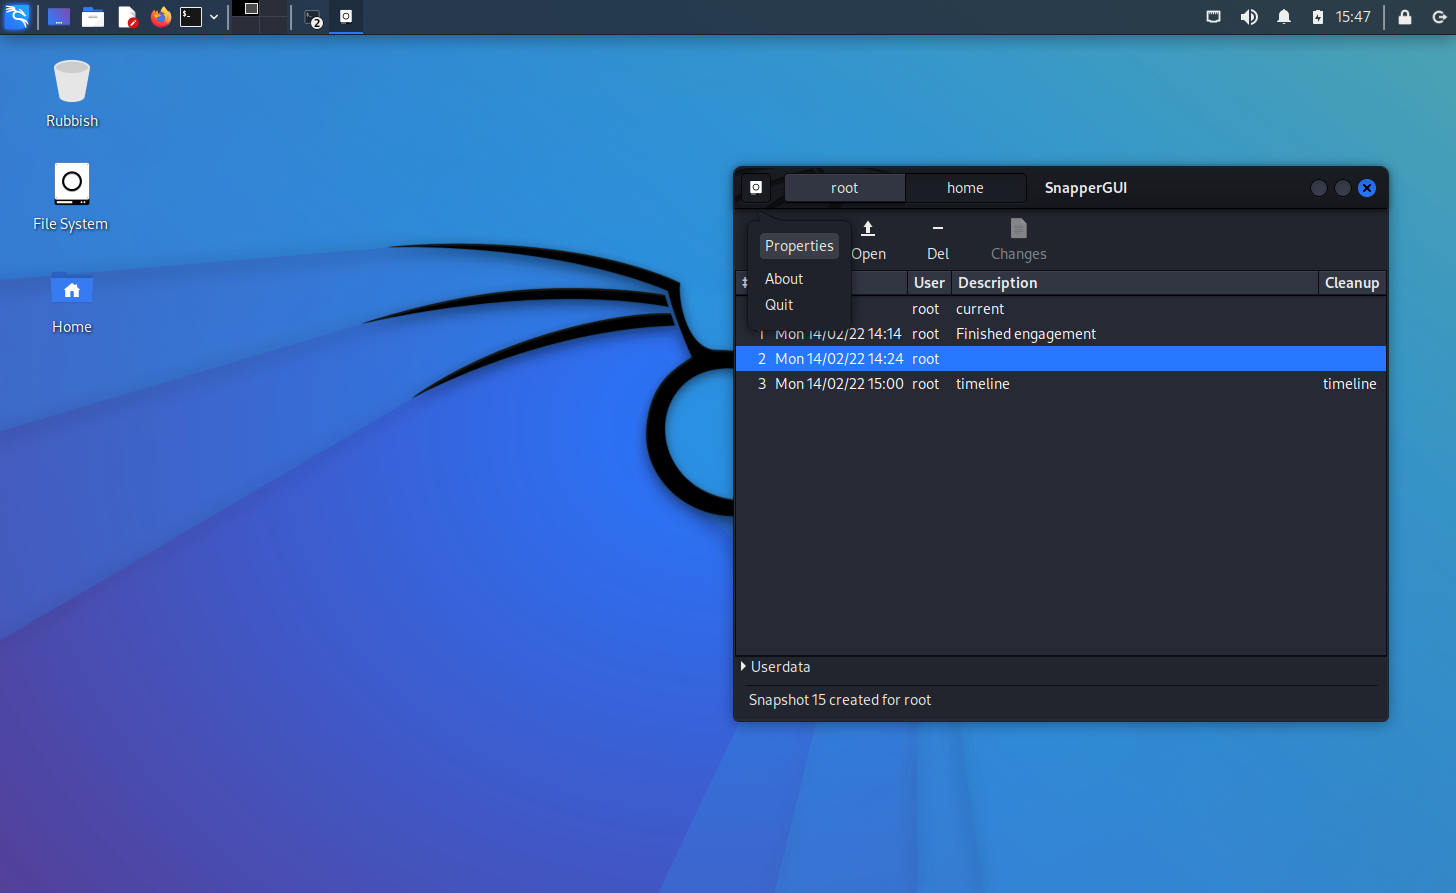 2
15:47
Rubbish
File System
Home
root home SnapperGUI
Open Del Changes
Properties
About
Quit
User Description Cleanup
root current
1 Mon 14/02/22 14:14 root Finished engagement
2 Mon 14/02/22 14:24 root
3 Mon 14/02/22 15:00 root timeline timeline
Userdata
Snapshot 15 created for root